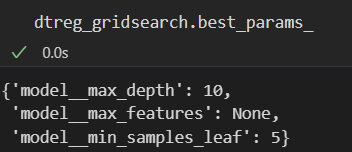 dtreg_gridsearch.best_params_
✓ 0.0s
{'model__max_depth': 10,
'model__max_features': None,
'model__min_samples_leaf': 5}